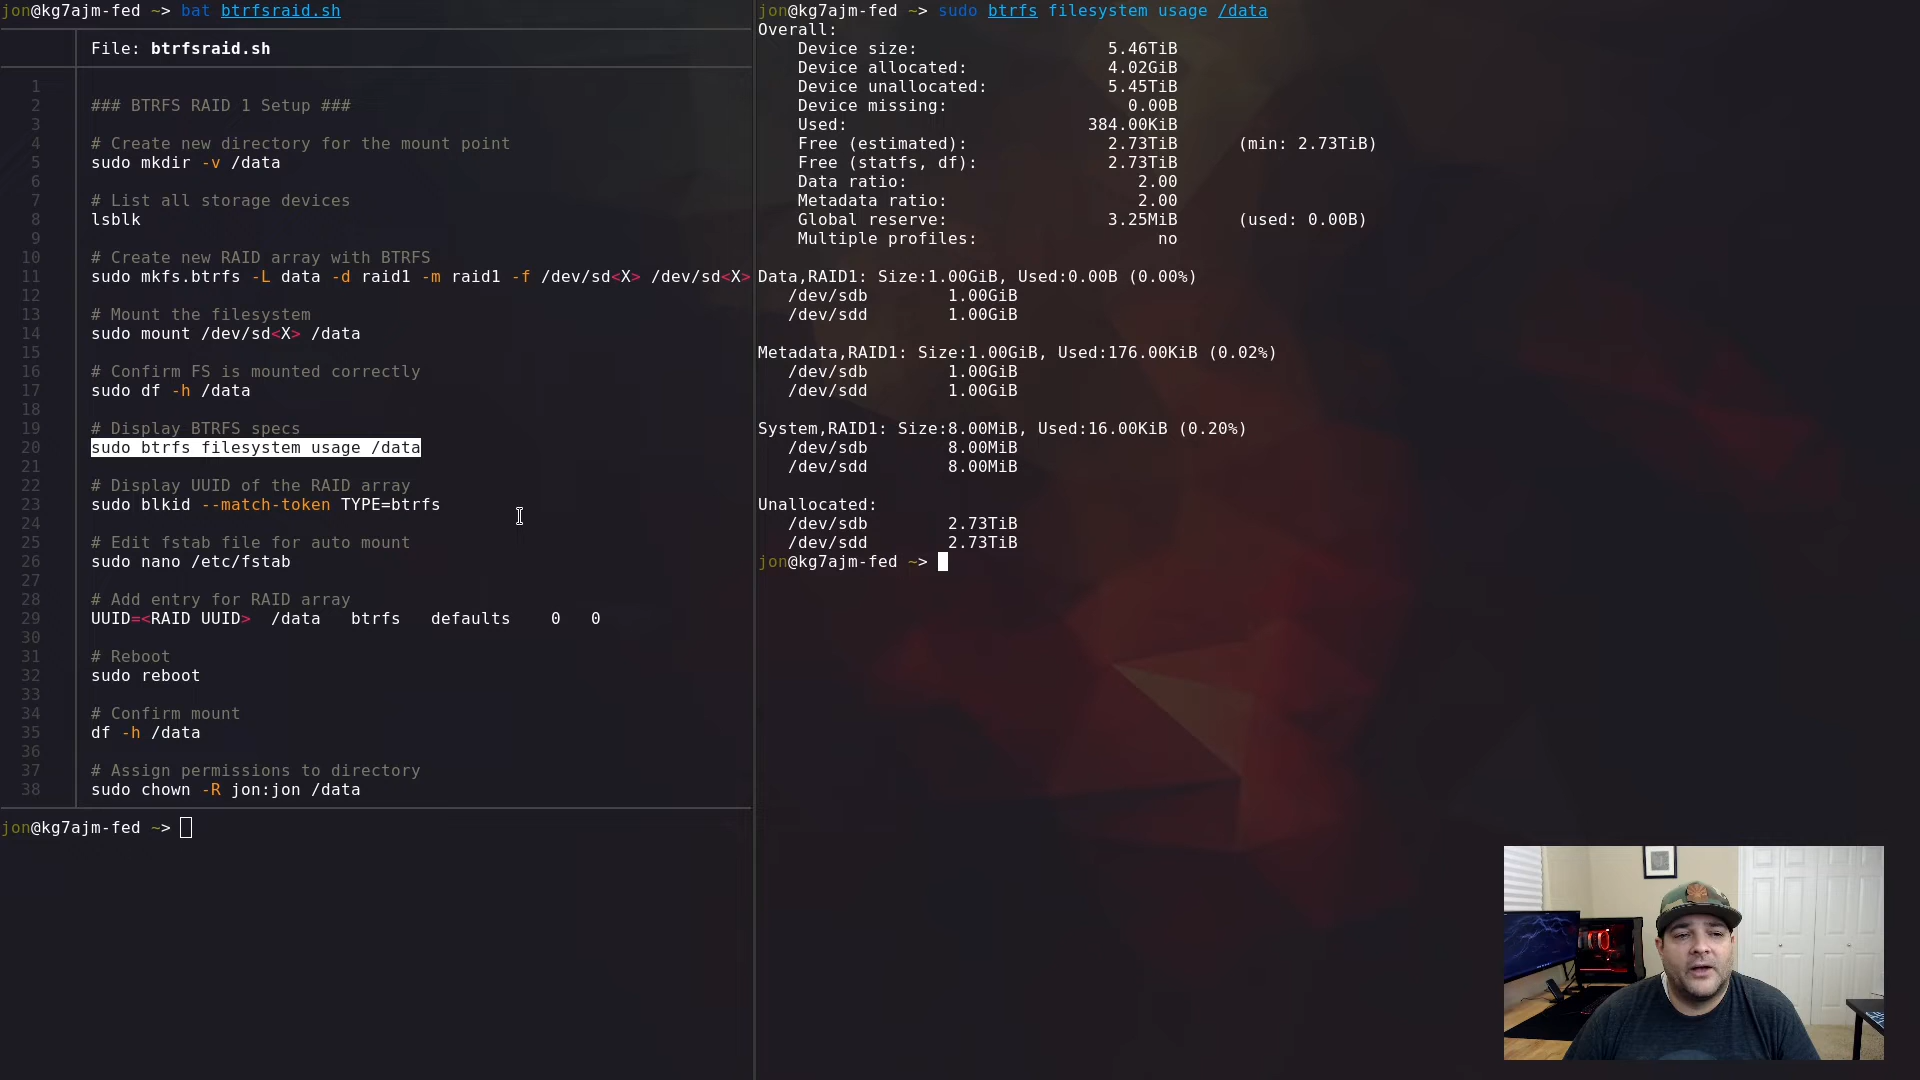 jon@kg7ajm-fed ~> bat btrfsraid.sh
File: btrfsraid.sh
1
2 ### BTRFS RAID 1 Setup ###
3
4 # Create new directory for the mount point
5 sudo mkdir -v /data
6
7 # List all storage devices
8 lsblk
9
10 # Create new RAID array with BTRFS
11 sudo mkfs.btrfs -L data -d raid1 -m raid1 -f /dev/sd<X> /dev/sd<X>
12
13 # Mount the filesystem
14 sudo mount /dev/sd<X> /data
15
16 # Confirm FS is mounted correctly
17 sudo df -h /data
18
19 # Display BTRFS specs
20 sudo btrfs filesystem usage /data
21
22 # Display UUID of the RAID array
23 sudo blkid --match-token TYPE=btrfs
24
25 # Edit fstab file for auto mount
26 sudo nano /etc/fstab
27
28 # Add entry for RAID array
29 UUID=<RAID UUID>  /data   btrfs   defaults    0   0
30
31 # Reboot
32 sudo reboot
33
34 # Confirm mount
35 df -h /data
36
37 # Assign permissions to directory
38 sudo chown -R jon:jon /data
jon@kg7ajm-fed ~>
jon@kg7ajm-fed ~> sudo btrfs filesystem usage /data
Overall:
    Device size:                   5.46TiB
    Device allocated:              4.02GiB
    Device unallocated:            5.45TiB
    Device missing:                  0.00B
    Used:                        384.00KiB
    Free (estimated):              2.73TiB      (min: 2.73TiB)
    Free (statfs, df):             2.73TiB
    Data ratio:                       2.00
    Metadata ratio:                   2.00
    Global reserve:                3.25MiB      (used: 0.00B)
    Multiple profiles:                  no
Data,RAID1: Size:1.00GiB, Used:0.00B (0.00%)
   /dev/sdb        1.00GiB
   /dev/sdd        1.00GiB
Metadata,RAID1: Size:1.00GiB, Used:176.00KiB (0.02%)
   /dev/sdb        1.00GiB
   /dev/sdd        1.00GiB
System,RAID1: Size:8.00MiB, Used:16.00KiB (0.20%)
   /dev/sdb        8.00MiB
   /dev/sdd        8.00MiB
Unallocated:
   /dev/sdb        2.73TiB
   /dev/sdd        2.73TiB
jon@kg7ajm-fed ~>